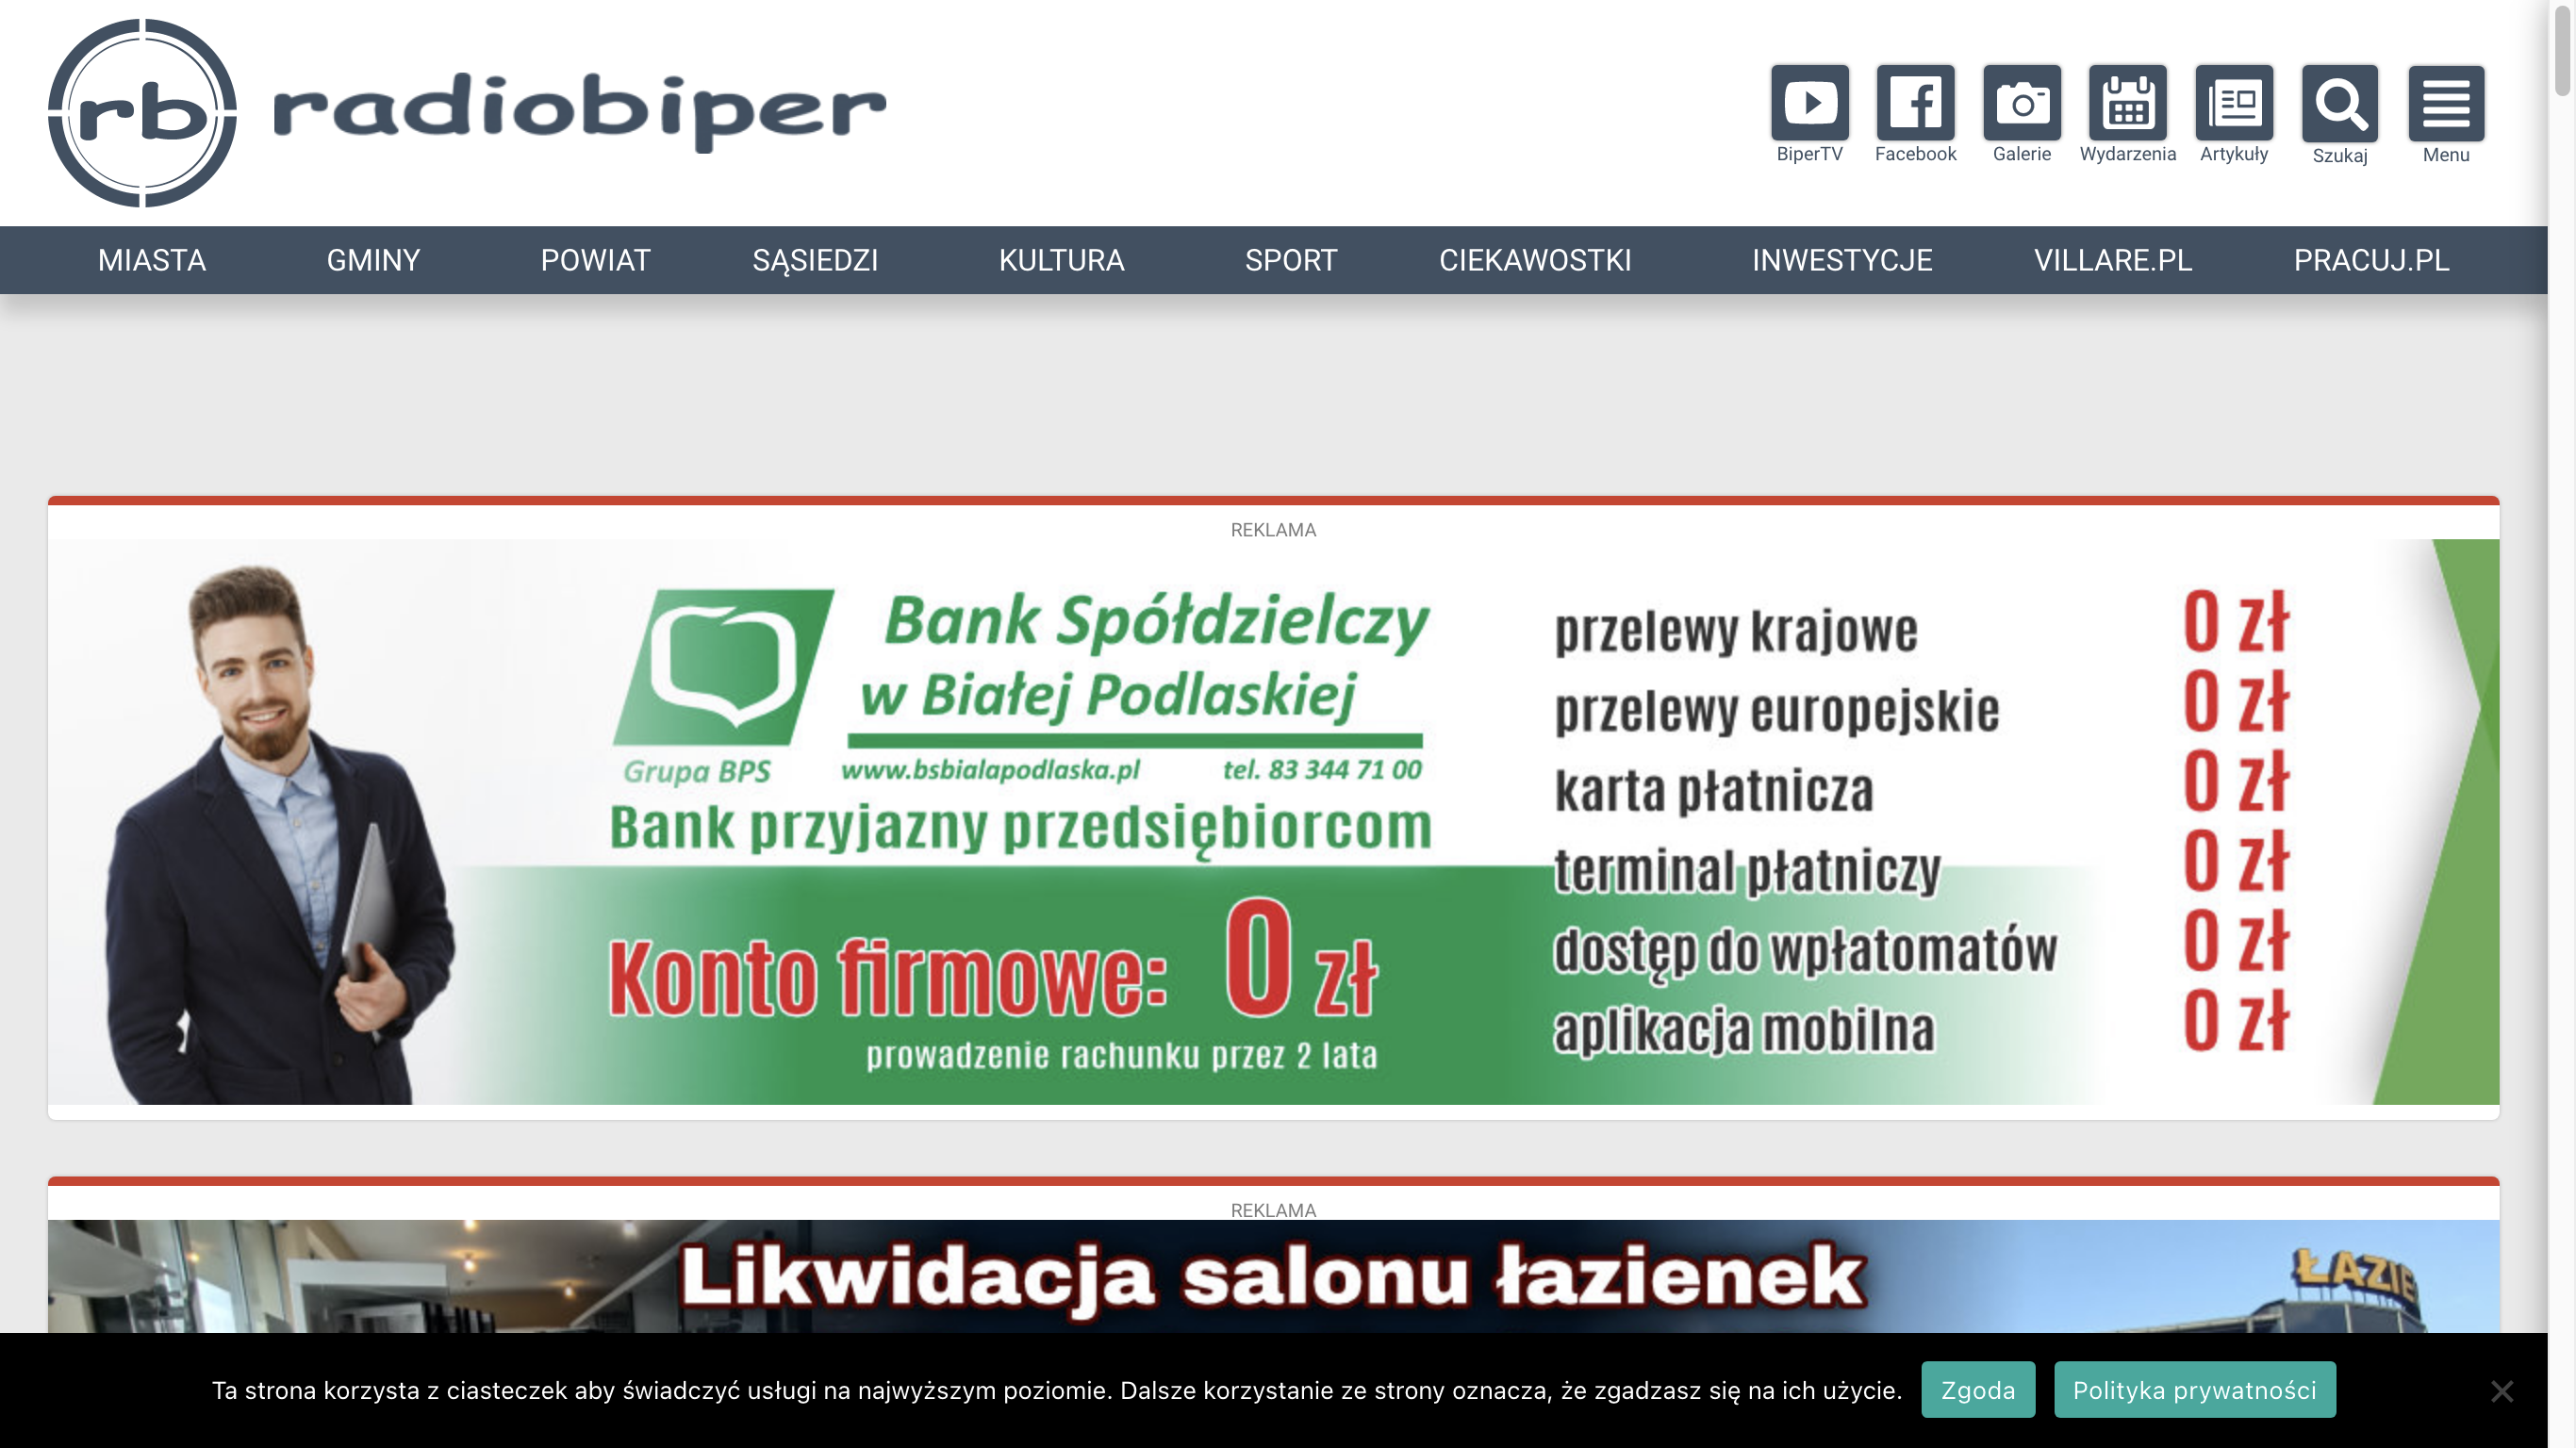 rb radiobiper
BiperTV Facebook Galerie Wydarzenia Artykuły Szukaj Menu
MIASTA GMINY POWIAT SĄSIEDZI KULTURA SPORT CIEKAWOSTKI INWESTYCJE VILLARE.PL PRACUJ.PL
REKLAMA
Bank Spółdzielczy
w Białej Podlaskiej
Grupa BPS www.bsbialapodlaska.pl tel. 83 344 71 00
Bank przyjazny przedsiębiorcom
Konto firmowe: 0 zł
prowadzenie rachunku przez 2 lata
przelewy krajowe 0 zł
przelewy europejskie 0 zł
karta płatnicza 0 zł
terminal płatniczy 0 zł
dostęp do wpłatomatów 0 zł
aplikacja mobilna 0 zł
REKLAMA
Likwidacja salonu łazienek
ŁAZIE
Ta strona korzysta z ciasteczek aby świadczyć usługi na najwyższym poziomie. Dalsze korzystanie ze strony oznacza, że zgadzasz się na ich użycie. Zgoda Polityka prywatności